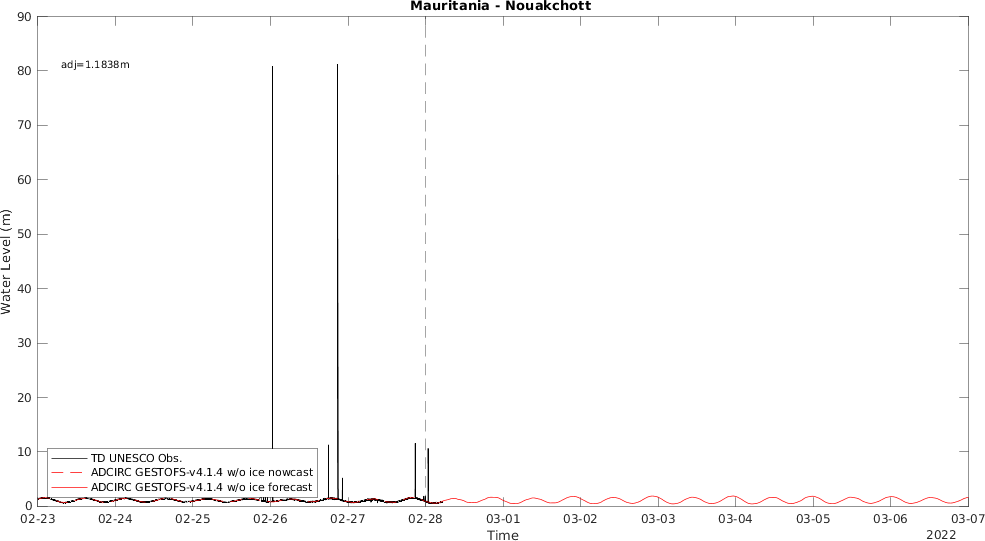 Mauritania - Nouakchott
adj=1.1838m
Water Level (m)
90
80
70
60
50
40
30
20
10
0
TD UNESCO Obs.
ADCIRC GESTOFS-v4.1.4 w/o ice nowcast
ADCIRC GESTOFS-v4.1.4 w/o ice forecast
02-23 02-24 02-25 02-26 02-27 02-28 03-01 03-02 03-03 03-04 03-05 03-06 03-07
Time
2022